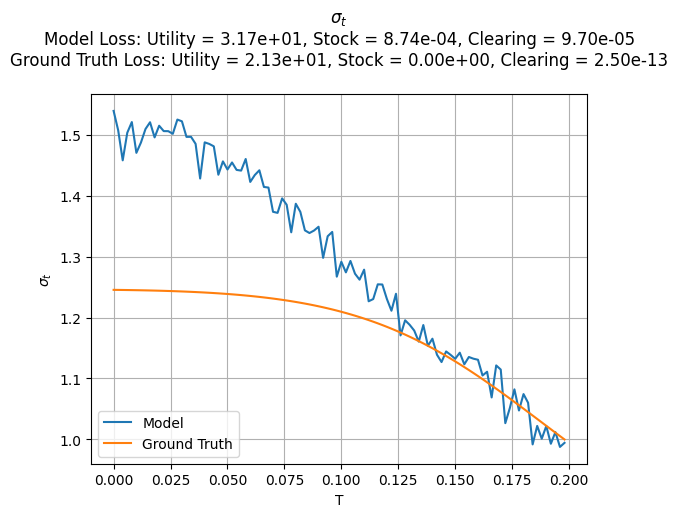 σₜ
Model Loss: Utility = 3.17e+01, Stock = 8.74e-04, Clearing = 9.70e-05
Ground Truth Loss: Utility = 2.13e+01, Stock = 0.00e+00, Clearing = 2.50e-13
1.5
1.4
1.3
1.2
1.1
1.0
σₜ
Model
Ground Truth
0.000
0.025
0.050
0.075
0.100
0.125
0.150
0.175
0.200
T